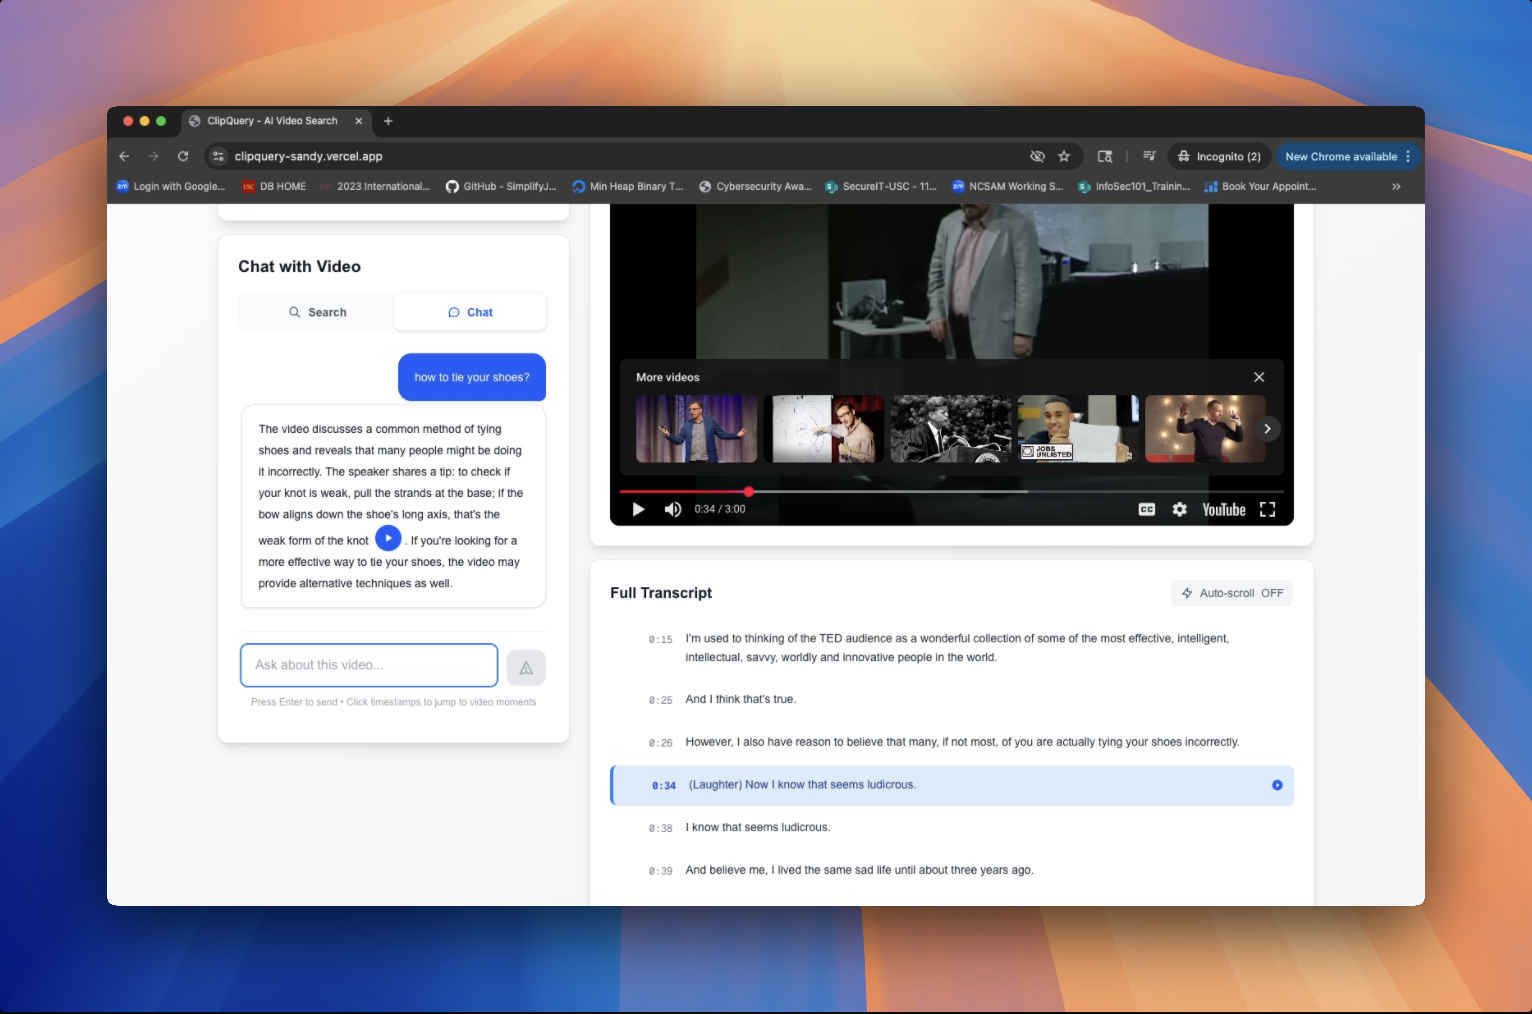 ClipQuery - AI Video Search
clipquery-sandy.vercel.app
Incognito (2)
New Chrome available
Login with Google...
DB HOME
2023 International...
GitHub - SimplifyJ...
Min Heap Binary T...
Cybersecurity Awa...
SecureIT-USC - 11...
NCSAM Working S...
InfoSec101_Trainin...
Book Your Appoint...
Chat with Video
Search
Chat
how to tie your shoes?
The video discusses a common method of tying
shoes and reveals that many people might be doing
it incorrectly. The speaker shares a tip: to check if
your knot is weak, pull the strands at the base; if the
bow aligns down the shoe's long axis, that's the
weak form of the knot . If you're looking for a
more effective way to tie your shoes, the video may
provide alternative techniques as well.
Ask about this video...
Press Enter to send • Click timestamps to jump to video moments
More videos
JOBS
UNLISTED
0:34 / 3:00
CC
YouTube
Full Transcript
Auto-scroll OFF
0:15 I'm used to thinking of the TED audience as a wonderful collection of some of the most effective, intelligent,
intellectual, savvy, worldly and innovative people in the world.
0:25 And I think that's true.
0:26 However, I also have reason to believe that many, if not most, of you are actually tying your shoes incorrectly.
0:34 (Laughter) Now I know that seems ludicrous.
0:38 I know that seems ludicrous.
0:39 And believe me, I lived the same sad life until about three years ago.